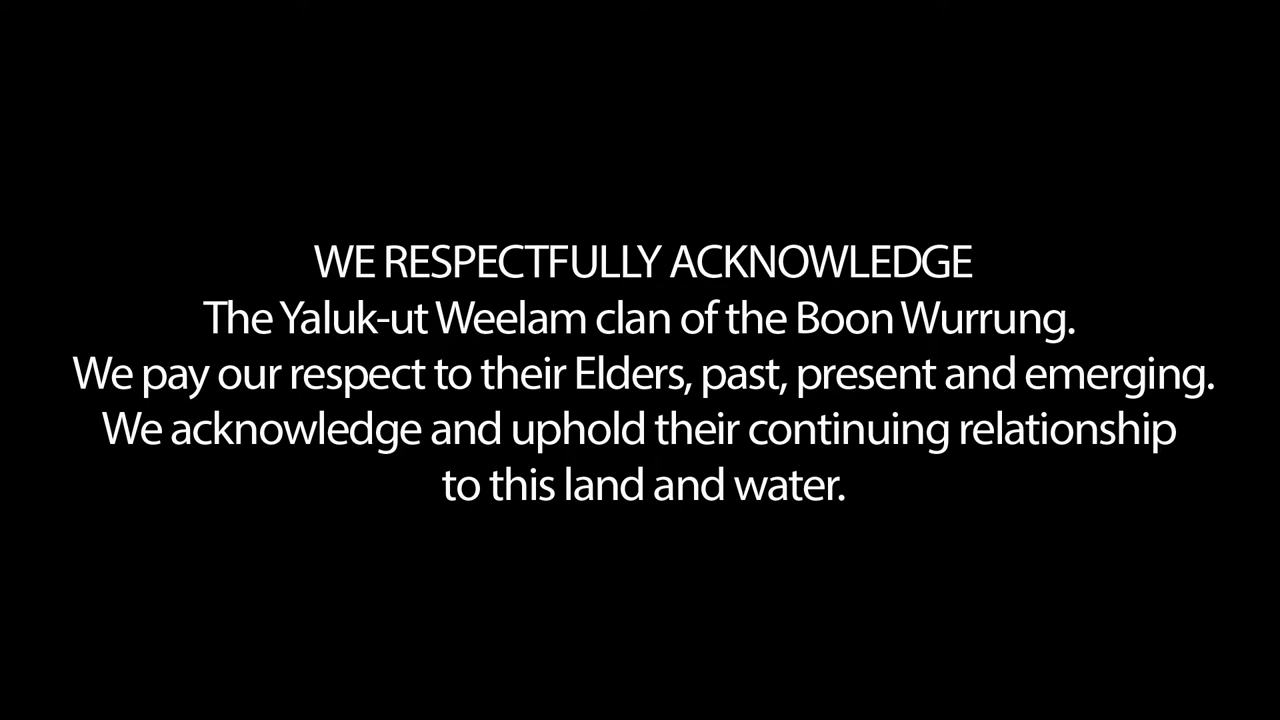 WE RESPECTFULLY ACKNOWLEDGE
The Yaluk-ut Weelam clan of the Boon Wurrung.
We pay our respect to their Elders, past, present and emerging.
We acknowledge and uphold their continuing relationship
to this land and water.